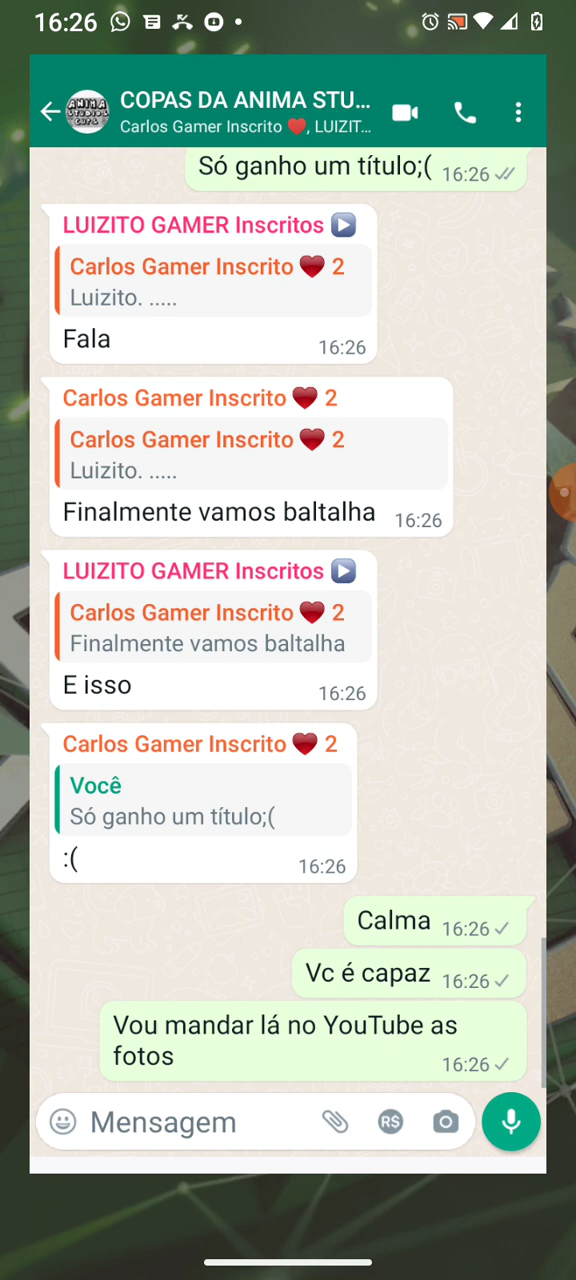 16:26
COPAS DA ANIMA STU...
Carlos Gamer Inscrito ❤️, LUIZIT...
ANIMA
STUDIOS
CUPS
Só ganho um título;( 16:26
LUIZITO GAMER Inscritos ▶️
Carlos Gamer Inscrito ❤️ 2
Luizito. .....
Fala 16:26
Carlos Gamer Inscrito ❤️ 2
Carlos Gamer Inscrito ❤️ 2
Luizito. .....
Finalmente vamos baltalha 16:26
LUIZITO GAMER Inscritos ▶️
Carlos Gamer Inscrito ❤️ 2
Finalmente vamos baltalha
E isso 16:26
Carlos Gamer Inscrito ❤️ 2
Você
Só ganho um título;(
:( 16:26
Calma 16:26
Vc é capaz 16:26
Vou mandar lá no YouTube as
fotos 16:26
Mensagem R$